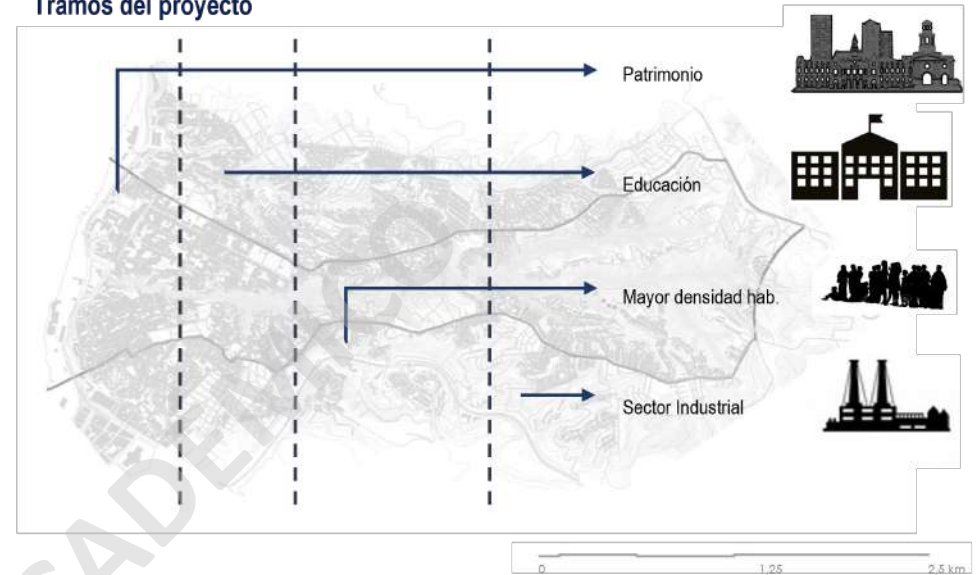 Tramos del proyecto
Patrimonio
Educación
Mayor densidad hab.
Sector Industrial
0 1,25 2,5 km